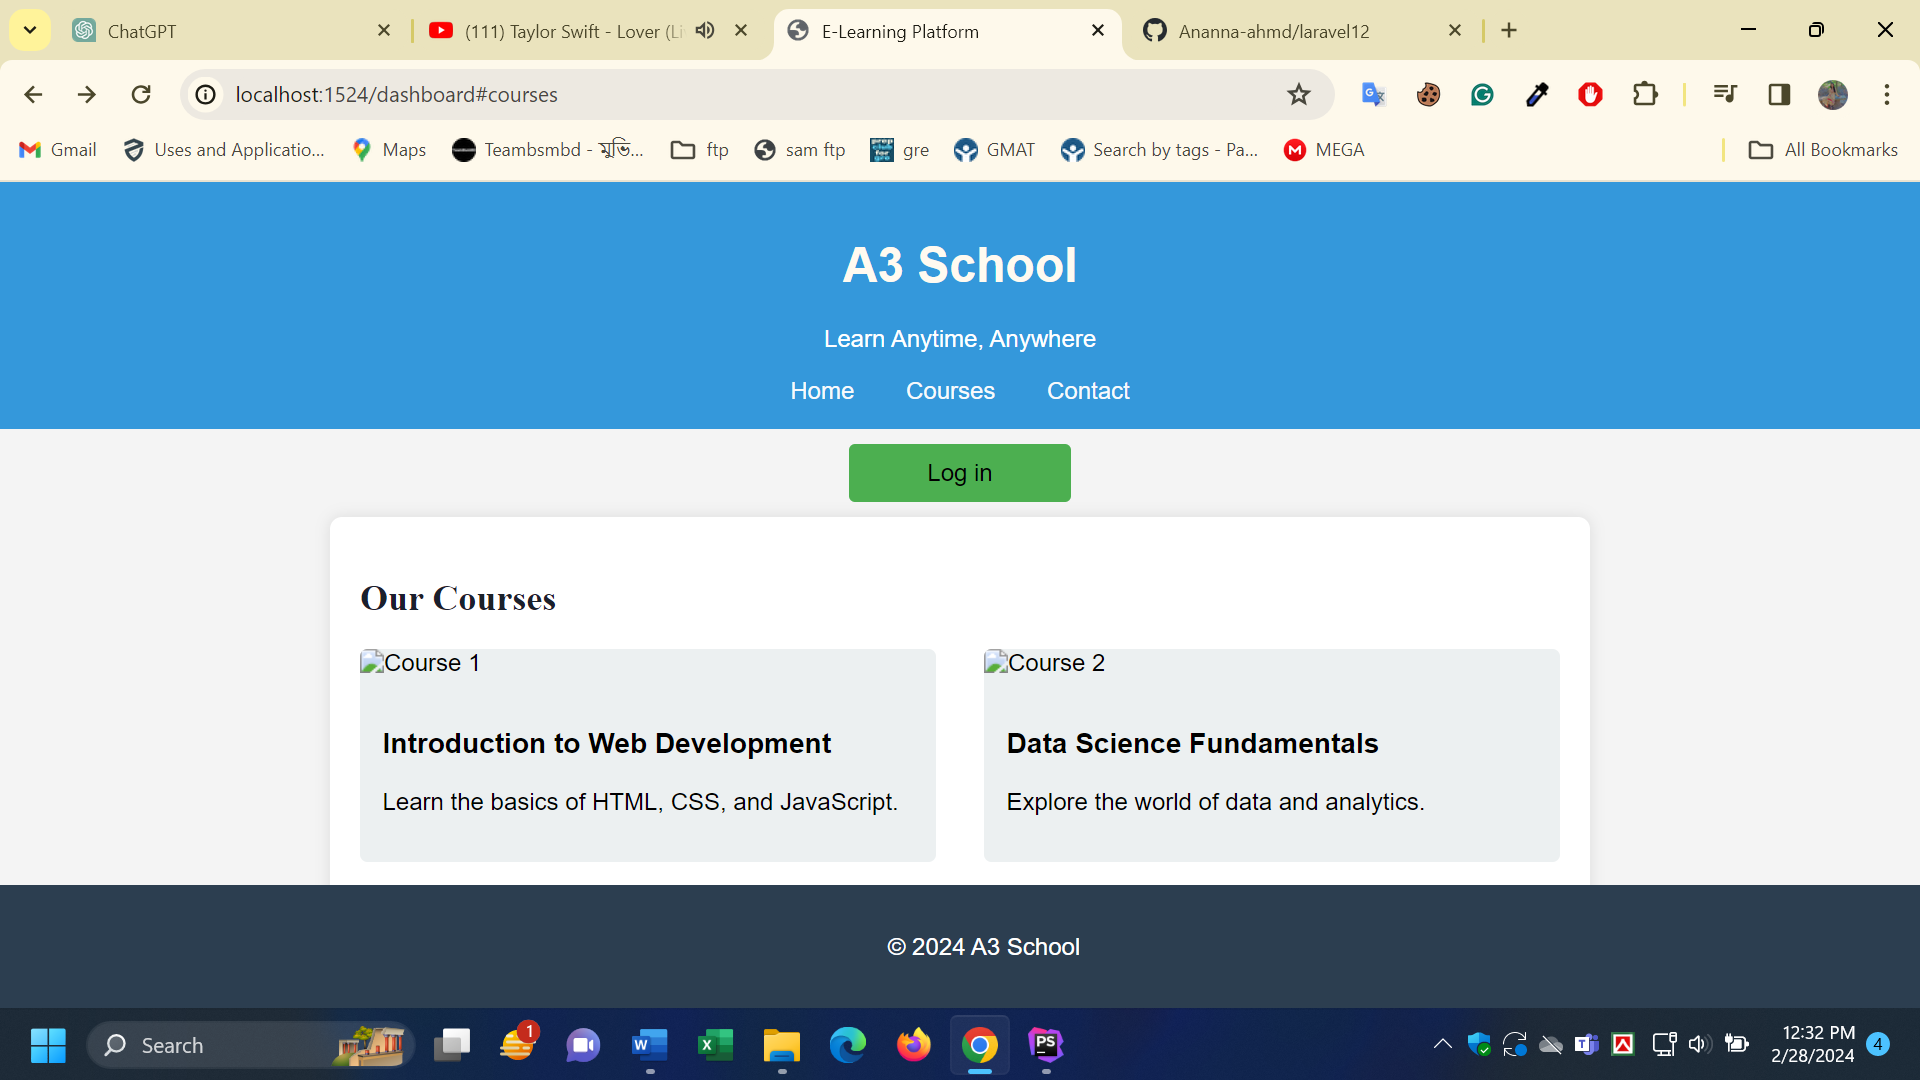 ChatGPT
(111) Taylor Swift - Lover (Li
E-Learning Platform
Ananna-ahmd/laravel12
localhost:1524/dashboard#courses
Gmail
Uses and Applicatio...
Maps
Teambsmbd - মুভি...
ftp
sam ftp
gre
GMAT
Search by tags - Pa...
MEGA
All Bookmarks
A3 School
Learn Anytime, Anywhere
Home Courses Contact
Log in
Our Courses
Course 1
Introduction to Web Development
Learn the basics of HTML, CSS, and JavaScript.
Course 2
Data Science Fundamentals
Explore the world of data and analytics.
© 2024 A3 School
Search
1
PS
12:32 PM
2/28/2024
4